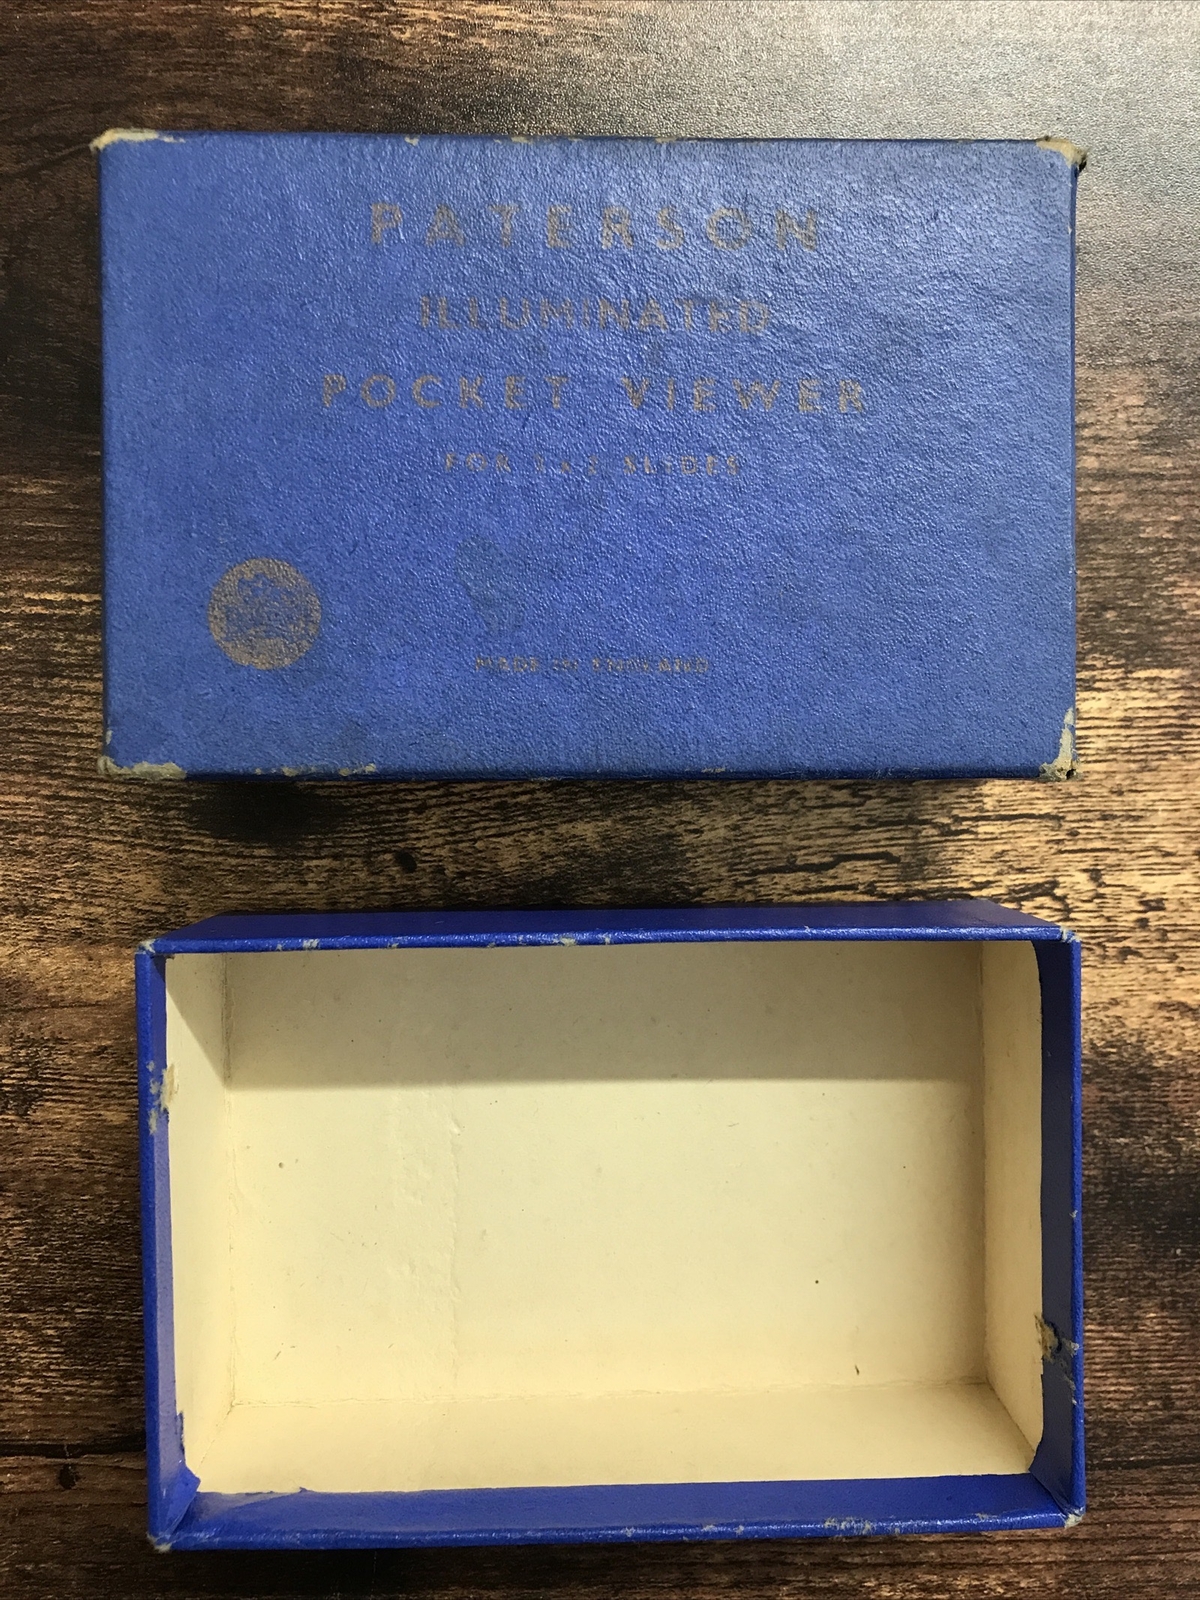 PATERSON
ILLUMINATED
POCKET VIEWER
FOR 2 x 2 SLIDES
MADE IN ENGLAND